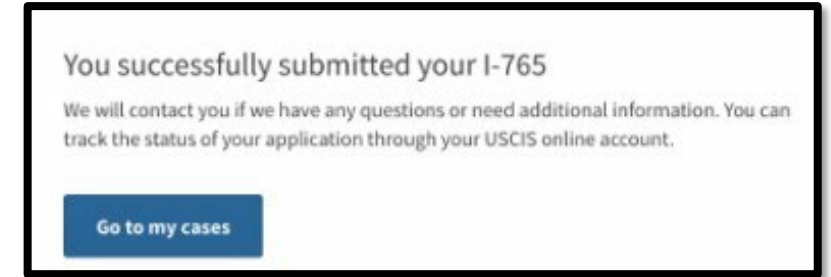 You successfully submitted your I-765
We will contact you if we have any questions or need additional information. You can
track the status of your application through your USCIS online account.
Go to my cases